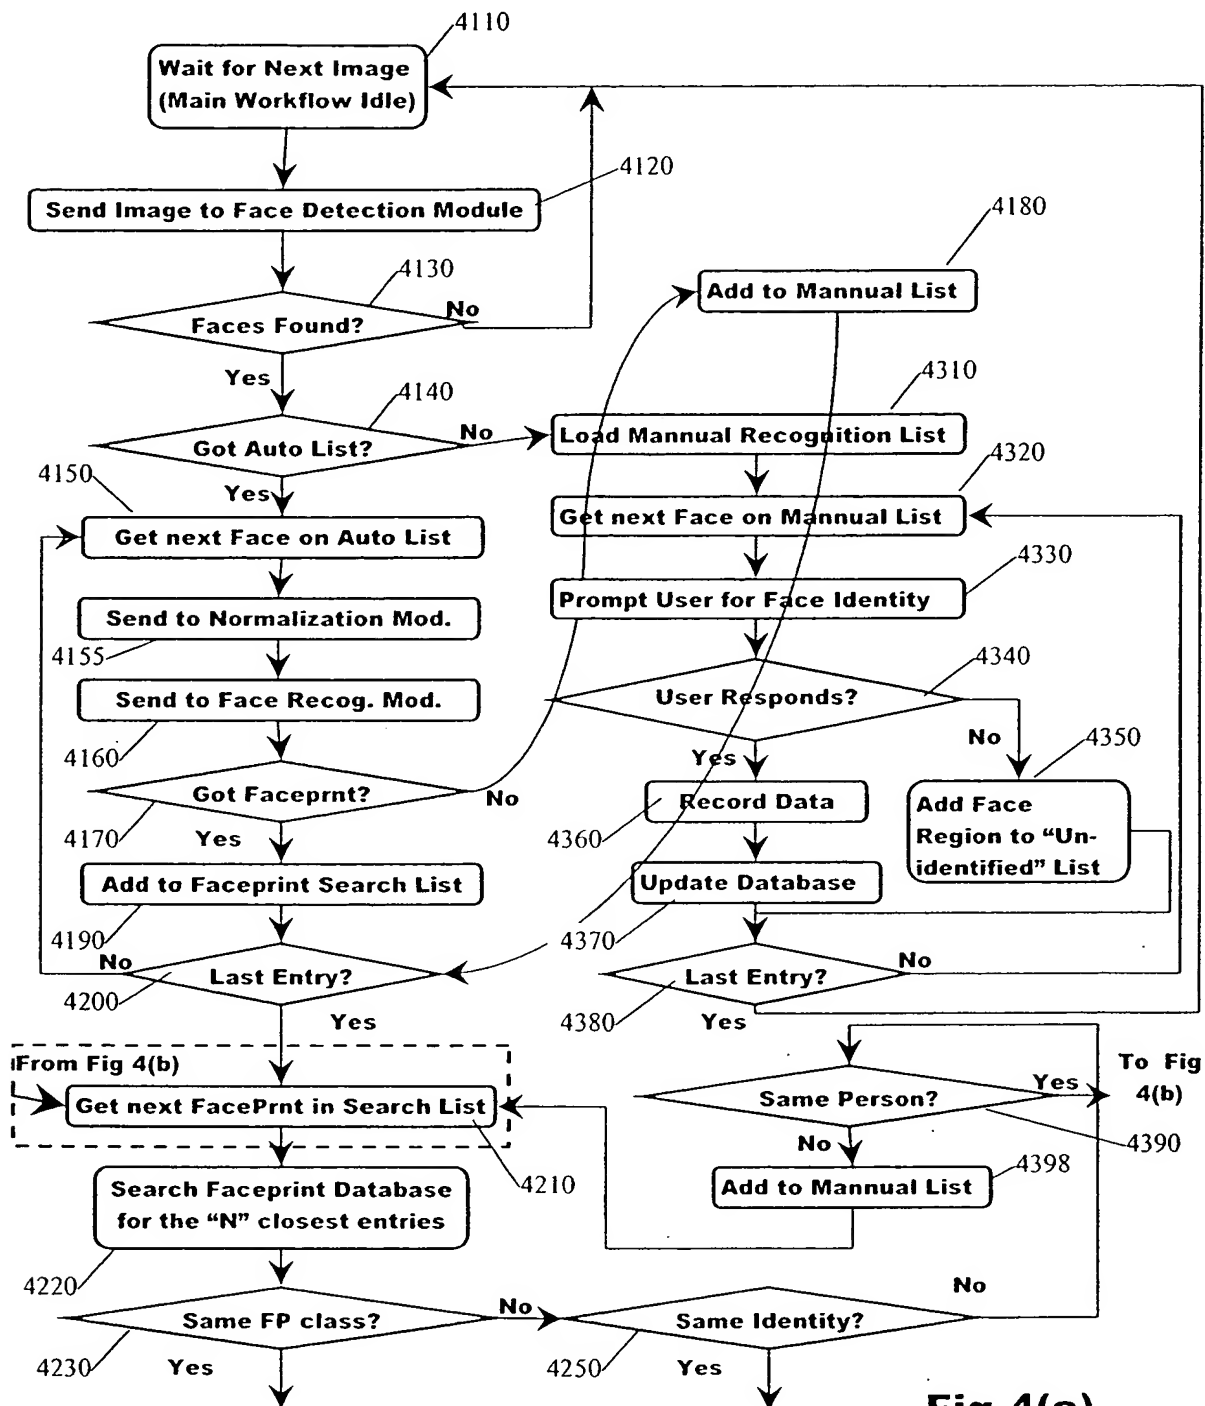 4110
Wait for Next Image
(Main Workflow Idle)
4120
Send Image to Face Detection Module
4180
Add to Mannual List
4130
No
Faces Found?
Yes
4140
Got Auto List?
No
4310
Load Mannual Recognition List
4150
Yes
Get next Face on Auto List
4320
Get next Face on Mannual List
4330
Prompt User for Face Identity
Send to Normalization Mod.
4155
4340
User Responds?
Send to Face Recog. Mod.
4160
No
4350
Yes
Got Faceprnt?
No
4170
Yes
4360
Record Data
Add Face
Region to “Un-
identified” List
Add to Faceprint Search List
Update Database
4190
4370
No
Last Entry?
4200
Yes
Last Entry?
No
4380
Yes
From Fig 4(b)
Get next FacePrnt in Search List
4210
Same Person?
Yes
To Fig
4(b)
4390
No
4398
Add to Mannual List
Search Faceprint Database
for the “N” closest entries
4220
Same FP class?
No
4230
Yes
Same Identity?
No
4250
Yes
Fig 4(a)